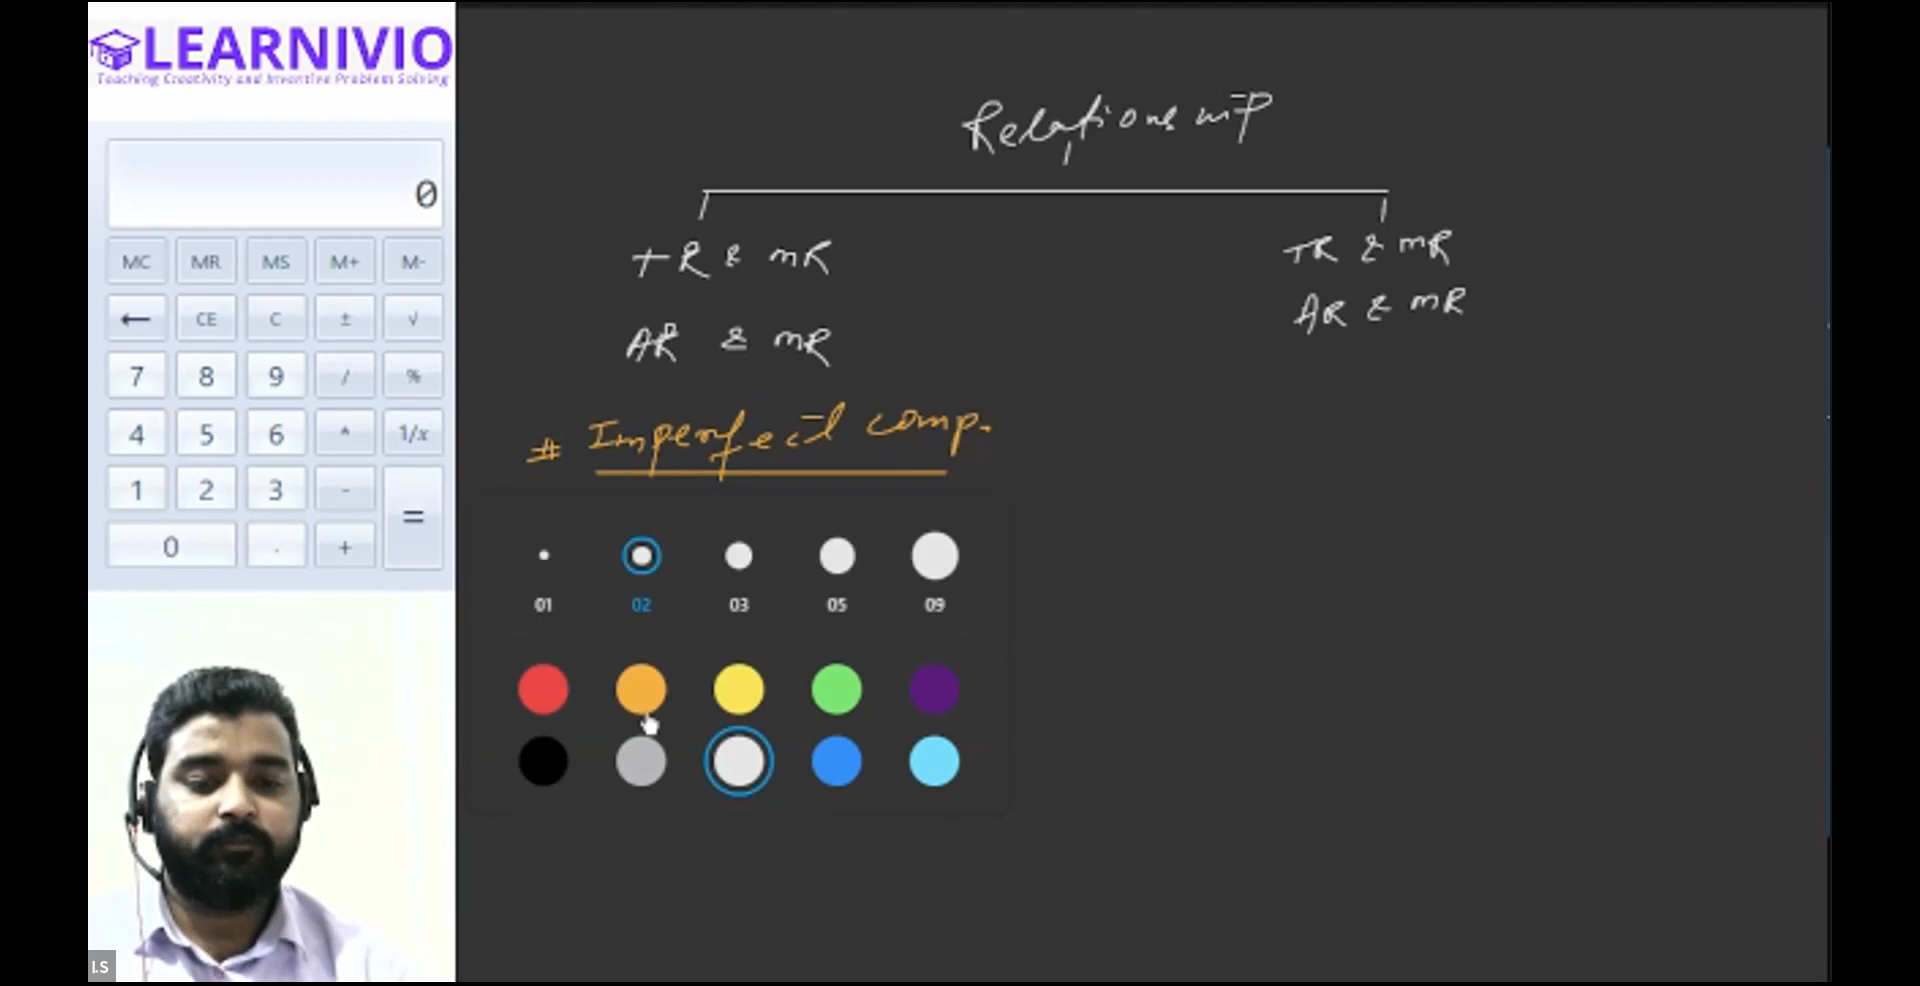 LEARNIVIO
Teaching Creativity and Inventive Problem Solving
0
MC MR MS M+ M-
← CE C ± √
7 8 9 / %
4 5 6 * 1/x
1 2 3 - =
0 . +
I.S
Relationship
TR & MR
AR & MR
TR & MR
AR & MR
# Imperfect comp.
01 02 03 05 09